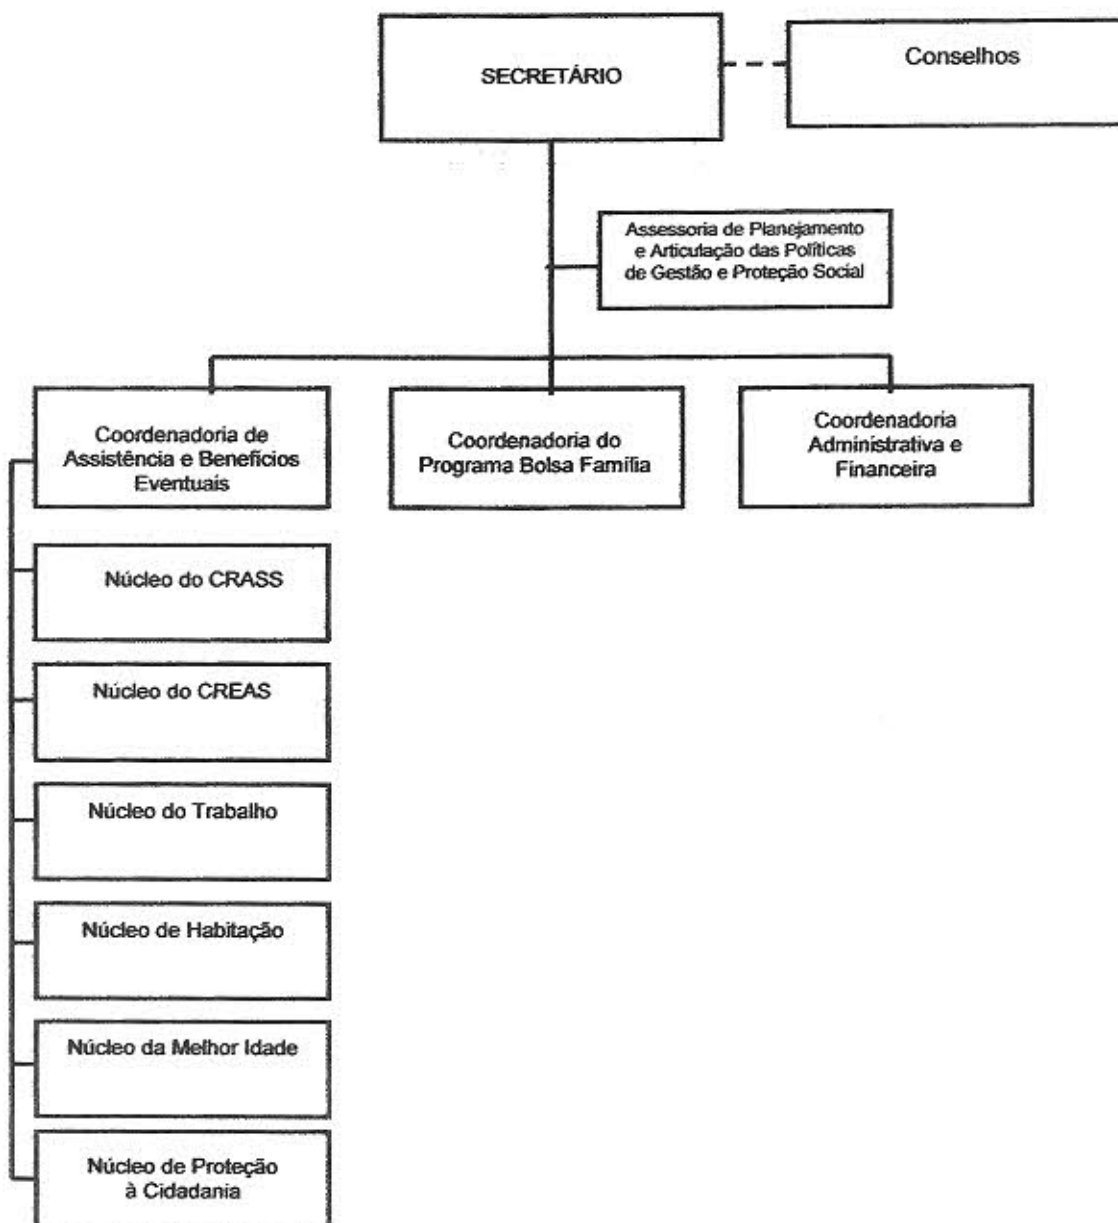 SECRETÁRIO
Conselhos
Assessoria de Planejamento
e Articulação das Políticas
de Gestão e Proteção Social
Coordenadoria de
Assistência e Benefícios
Eventuais
Coordenadoria do
Programa Bolsa Família
Coordenadoria
Administrativa e
Financeira
Núcleo do CRASS
Núcleo do CREAS
Núcleo do Trabalho
Núcleo de Habitação
Núcleo da Melhor Idade
Núcleo de Proteção
à Cidadania